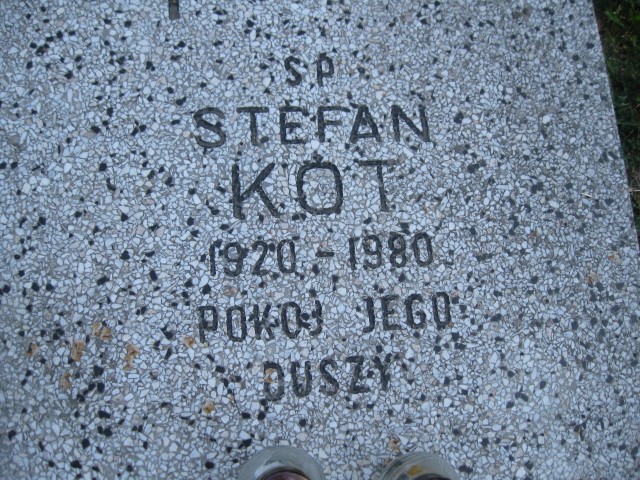 SP
STEFAN
KOT
1920-1980
POKOJ JEGO
DUSZY